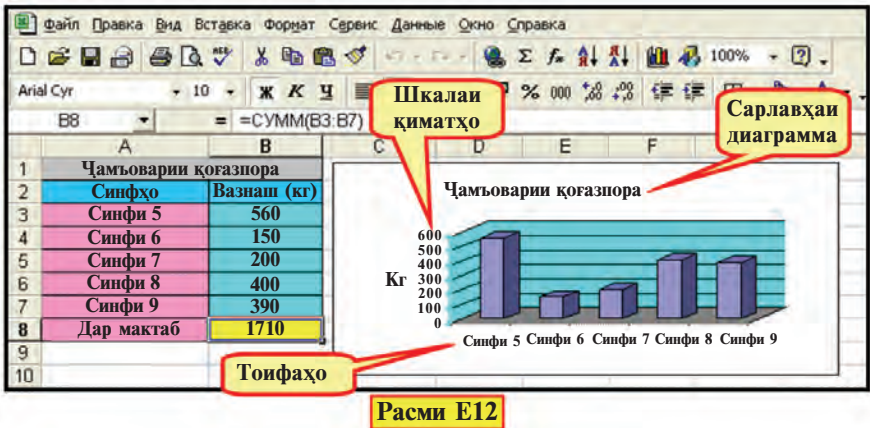 Файл Правка Вид Вставка Формат Сервис Данные Окно Справка
100%
Arial Cyr 10 Ж К Ч % 000
B8 = =СУММ(B3:B7)
A B C D E F
1 Ҷамъоварии қоғазпора
2 Синфҳо Вазнаш (кг)
3 Синфи 5 560
4 Синфи 6 150
5 Синфи 7 200
6 Синфи 8 400
7 Синфи 9 390
8 Дар мактаб 1710
9
10
Шкалаи
қиматҳо
Сарлавҳаи
диаграмма
Ҷамъоварии қоғазпора
600
500
400
300
200
100
0
Кг
Синфи 5 Синфи 6 Синфи 7 Синфи 8 Синфи 9
Тоифаҳо
Расми Е12